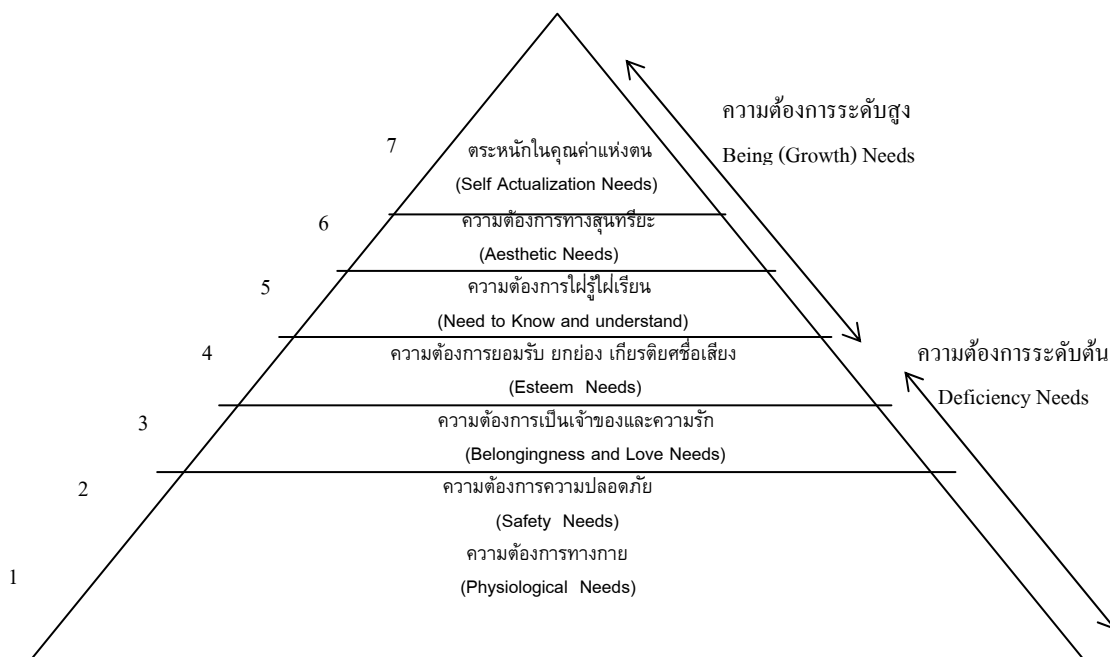 ความต้องการระดับสูง
Being (Growth) Needs
7
ตระหนักในคุณค่าแห่งตน
(Self Actualization Needs)
6
ความต้องการทางสุนทรียะ
(Aesthetic Needs)
5
ความต้องการใฝ่รู้ใฝ่เรียน
(Need to Know and understand)
4
ความต้องการยอมรับ ยกย่อง เกียรติยศชื่อเสียง
(Esteem Needs)
ความต้องการระดับต้น
Deficiency Needs
3
ความต้องการเป็นเจ้าของและความรัก
(Belongingness and Love Needs)
2
ความต้องการความปลอดภัย
(Safety Needs)
1
ความต้องการทางกาย
(Physiological Needs)